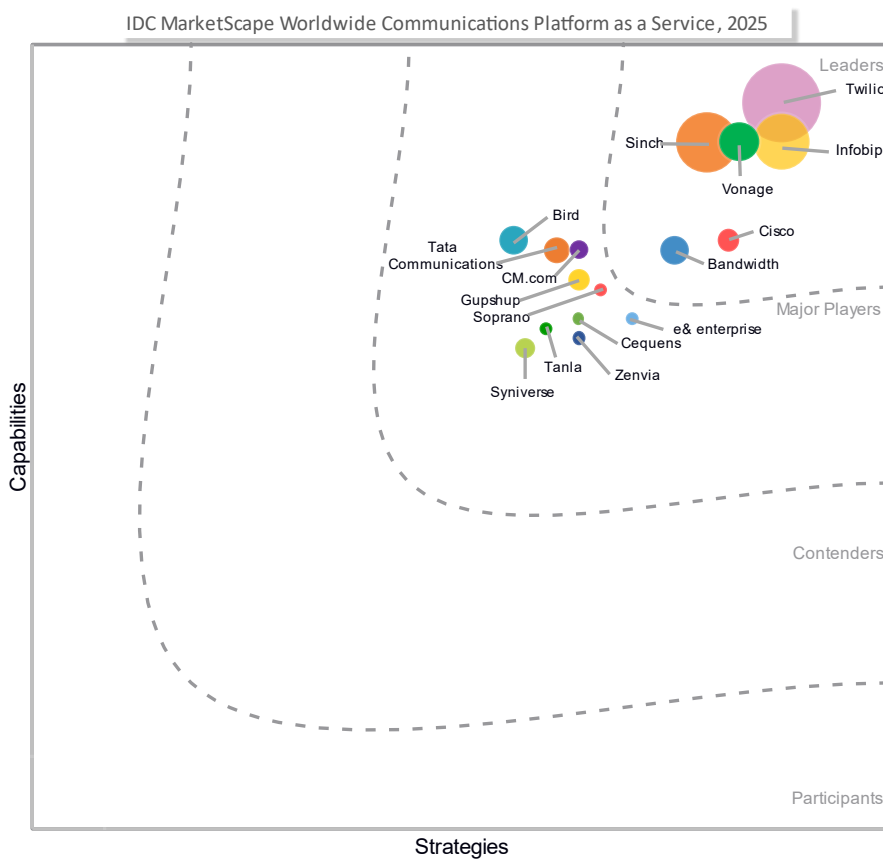 IDC MarketScape Worldwide Communications Platform as a Service, 2025
Leaders
Twilio
Sinch
Infobip
Vonage
Bird
Cisco
Tata
Communications
Bandwidth
CM.com
Gupshup
Soprano
Major Players
e& enterprise
Cequens
Tanla
Zenvia
Syniverse
Capabilities
Contenders
Participants
Strategies